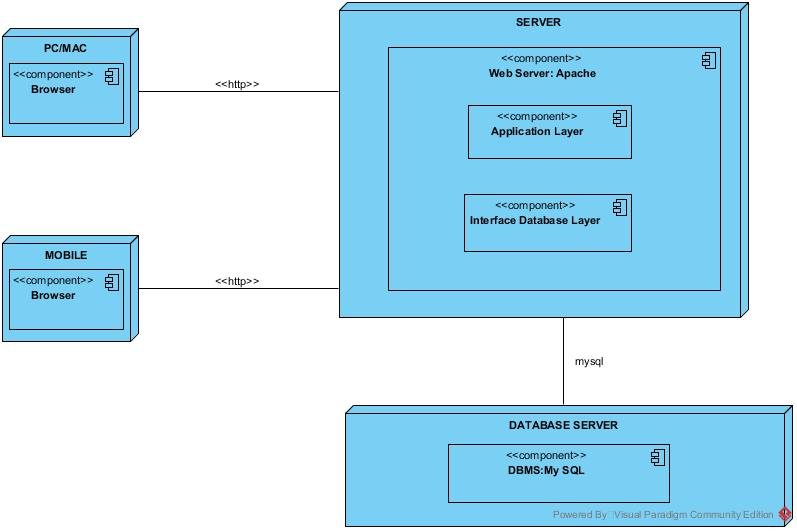 SERVER
PC/MAC
<<component>>
Browser
<<http>>
<<component>>
Web Server: Apache
<<component>>
Application Layer
<<component>>
Interface Database Layer
MOBILE
<<component>>
Browser
<<http>>
mysql
DATABASE SERVER
<<component>>
DBMS:My SQL
Powered By Visual Paradigm Community Edition